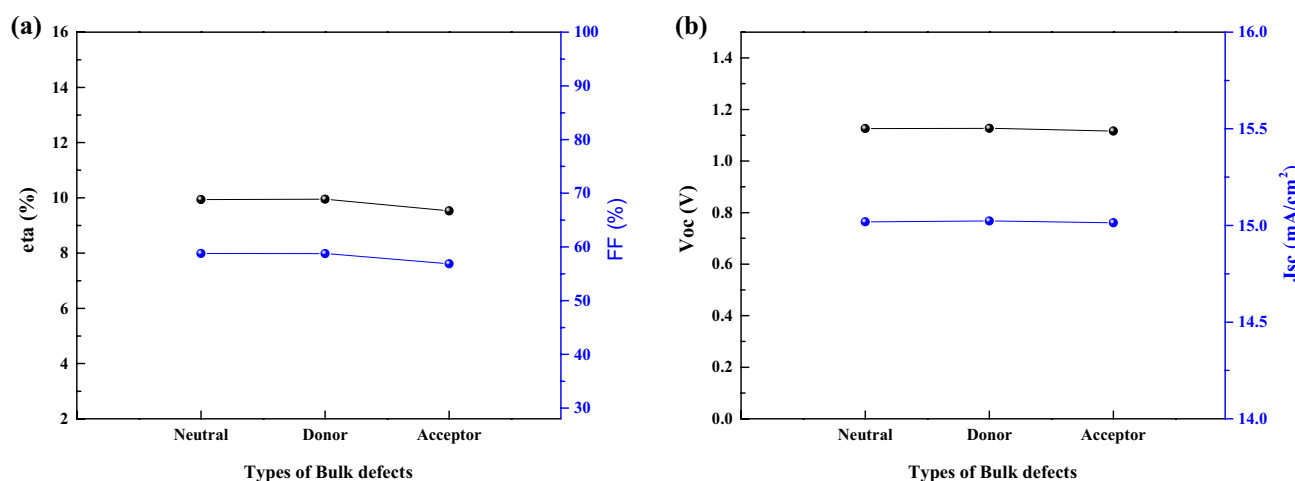 (a)
16
14
12
10
8
6
4
2
eta (%)
100
90
80
70
60
50
40
30
FF (%)
Neutral Donor Acceptor
Types of Bulk defects
(b)
1.4
1.2
1.0
0.8
0.6
0.4
0.2
0.0
Voc (V)
16.0
15.5
15.0
14.5
14.0
Jsc (mA/cm²)
Neutral Donor Acceptor
Types of Bulk defects